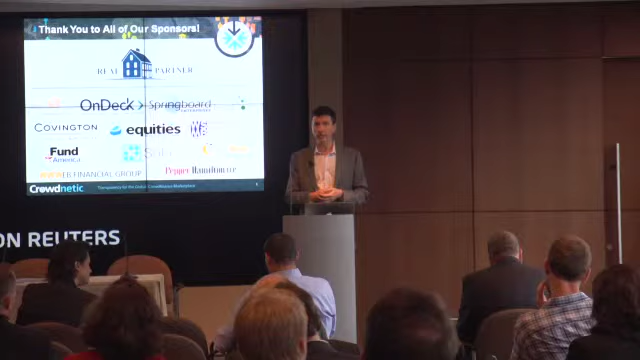 Thank You to All of Our Sponsors!
REAL PARTNER
OnDeck Springboard
COVINGTON equities
Fund America
EB FINANCIAL GROUP Pepper Hamilton LLP
Crowdnetic
ON REUTERS